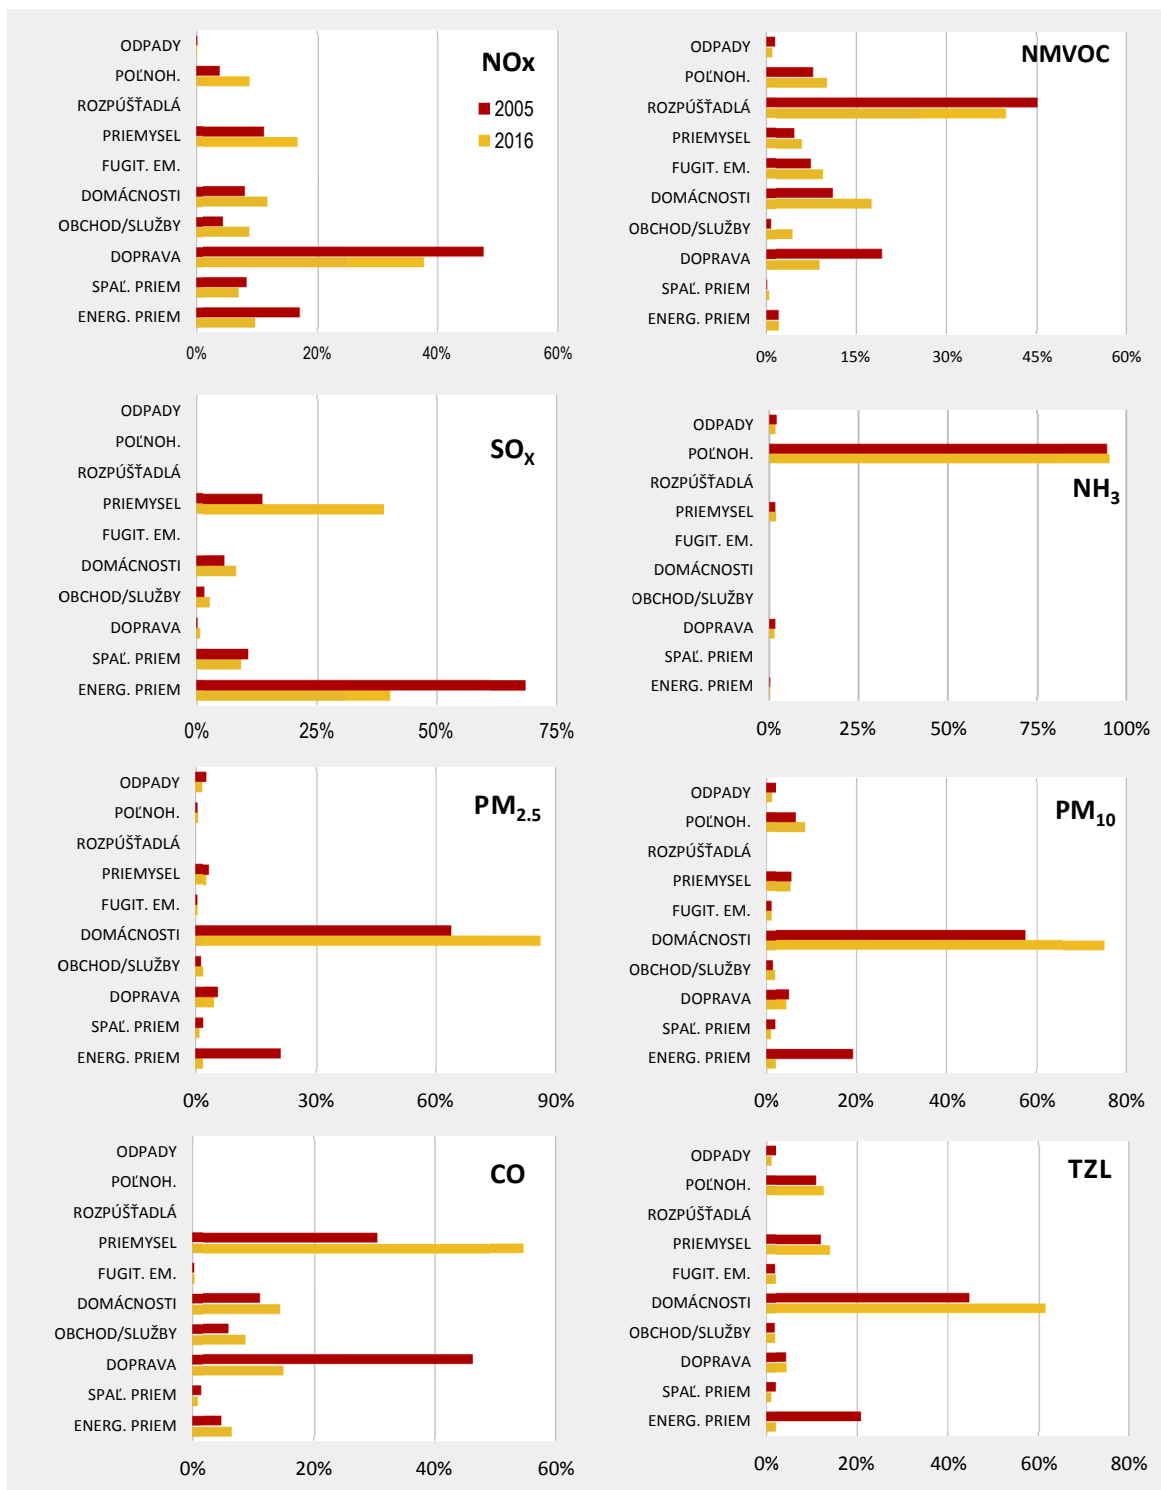 NOx
2005
2016
ODPADY
POĽNOH.
ROZPÚŠŤADLÁ
PRIEMYSEL
FUGIT. EM.
DOMÁCNOSTI
OBCHOD/SLUŽBY
DOPRAVA
SPAĽ. PRIEM
ENERG. PRIEM
0% 20% 40% 60%
NMVOC
ODPADY
POĽNOH.
ROZPÚŠŤADLÁ
PRIEMYSEL
FUGIT. EM.
DOMÁCNOSTI
OBCHOD/SLUŽBY
DOPRAVA
SPAĽ. PRIEM
ENERG. PRIEM
0% 15% 30% 45% 60%
SOX
ODPADY
POĽNOH.
ROZPÚŠŤADLÁ
PRIEMYSEL
FUGIT. EM.
DOMÁCNOSTI
OBCHOD/SLUŽBY
DOPRAVA
SPAĽ. PRIEM
ENERG. PRIEM
0% 25% 50% 75%
NH3
ODPADY
POĽNOH.
ROZPÚŠŤADLÁ
PRIEMYSEL
FUGIT. EM.
DOMÁCNOSTI
OBCHOD/SLUŽBY
DOPRAVA
SPAĽ. PRIEM
ENERG. PRIEM
0% 25% 50% 75% 100%
PM2.5
ODPADY
POĽNOH.
ROZPÚŠŤADLÁ
PRIEMYSEL
FUGIT. EM.
DOMÁCNOSTI
OBCHOD/SLUŽBY
DOPRAVA
SPAĽ. PRIEM
ENERG. PRIEM
0% 30% 60% 90%
PM10
ODPADY
POĽNOH.
ROZPÚŠŤADLÁ
PRIEMYSEL
FUGIT. EM.
DOMÁCNOSTI
OBCHOD/SLUŽBY
DOPRAVA
SPAĽ. PRIEM
ENERG. PRIEM
0% 20% 40% 60% 80%
CO
ODPADY
POĽNOH.
ROZPÚŠŤADLÁ
PRIEMYSEL
FUGIT. EM.
DOMÁCNOSTI
OBCHOD/SLUŽBY
DOPRAVA
SPAĽ. PRIEM
ENERG. PRIEM
0% 20% 40% 60%
TZL
ODPADY
POĽNOH.
ROZPÚŠŤADLÁ
PRIEMYSEL
FUGIT. EM.
DOMÁCNOSTI
OBCHOD/SLUŽBY
DOPRAVA
SPAĽ. PRIEM
ENERG. PRIEM
0% 20% 40% 60% 80%